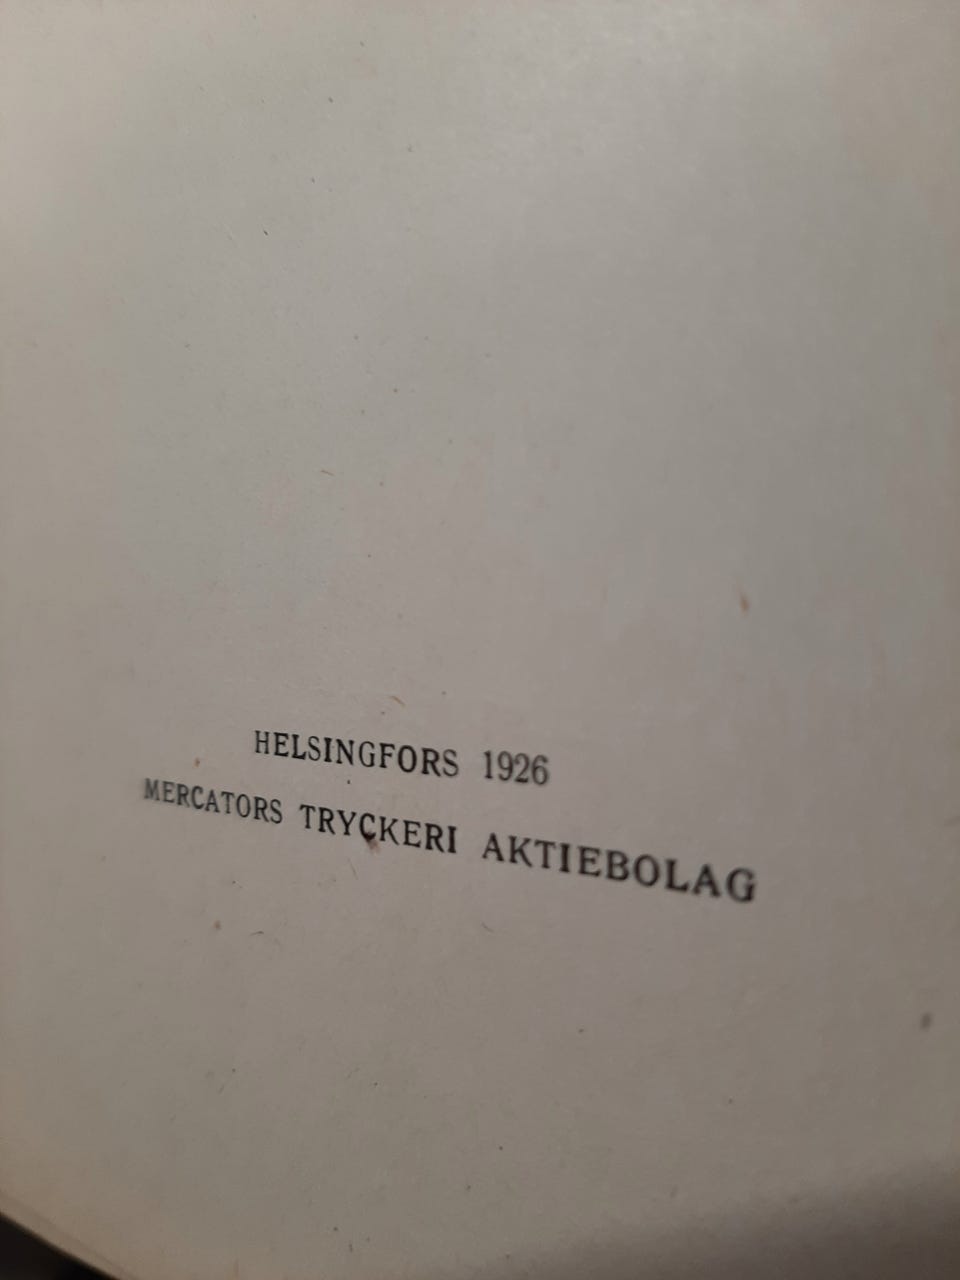 HELSINGFORS 1926
MERCATORS TRYCKERI AKTIEBOLAG